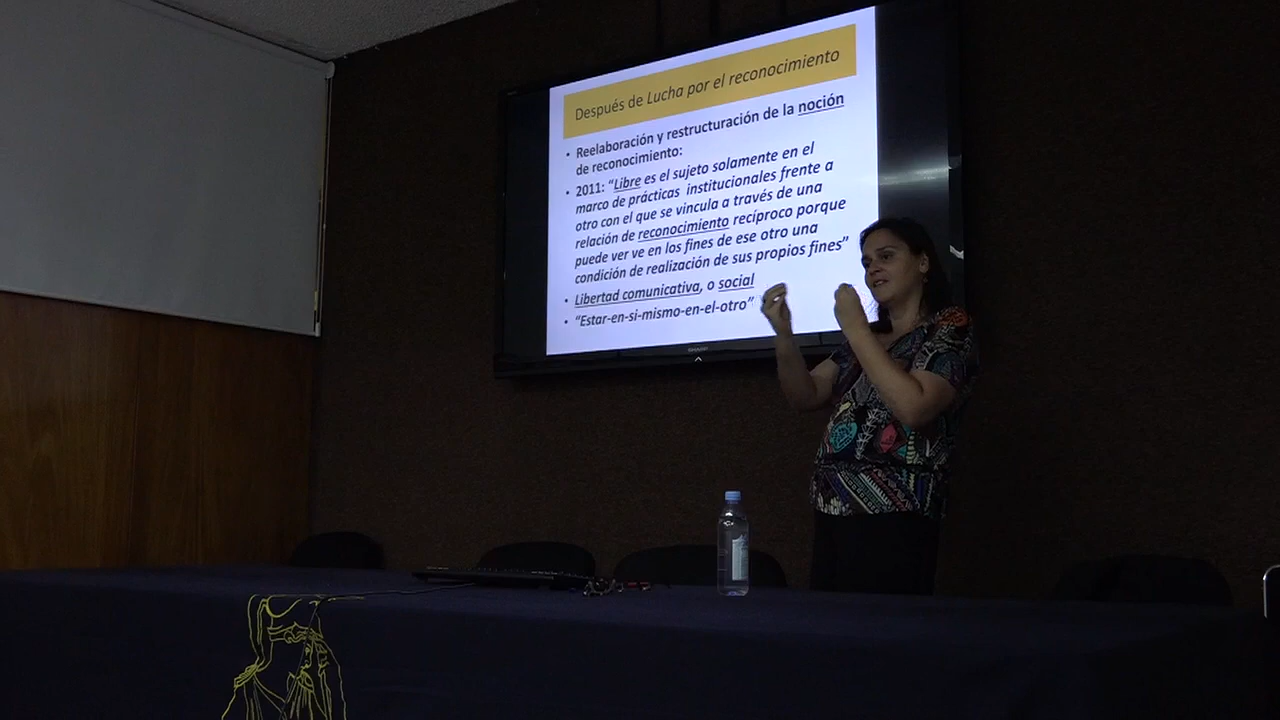 Después de Lucha por el reconocimiento
• Reelaboración y restructuración de la noción
de reconocimiento:
• 2011: “Libre es el sujeto solamente en el
marco de prácticas institucionales frente a
otro con el que se vincula a través de una
relación de reconocimiento recíproco porque
puede ver ve en los fines de ese otro una
condición de realización de sus propios fines”
• Libertad comunicativa, o social
• “Estar-en-si-mismo-en-el-otro”
SHARP